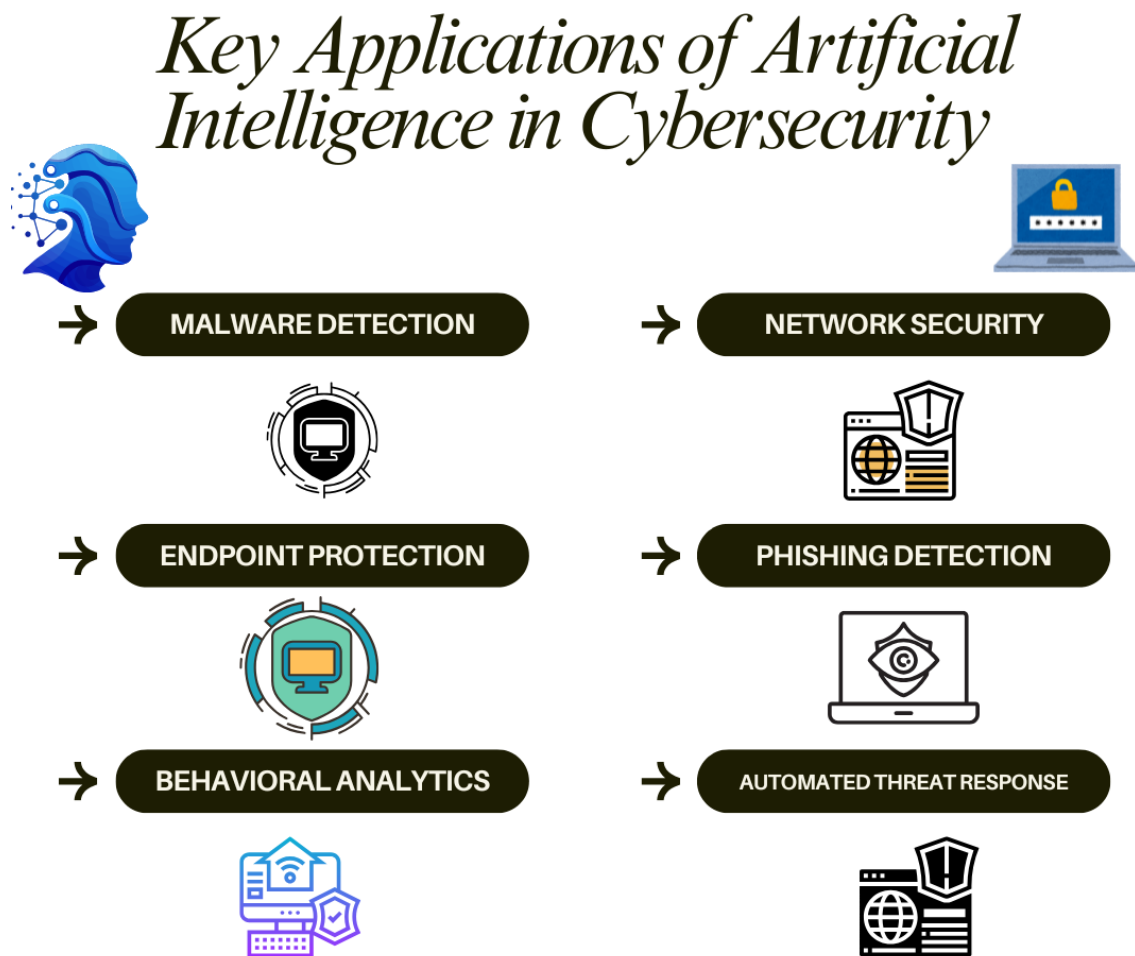 Key Applications of Artificial
Intelligence in Cybersecurity
MALWARE DETECTION
NETWORK SECURITY
ENDPOINT PROTECTION
PHISHING DETECTION
BEHAVIORAL ANALYTICS
AUTOMATED THREAT RESPONSE